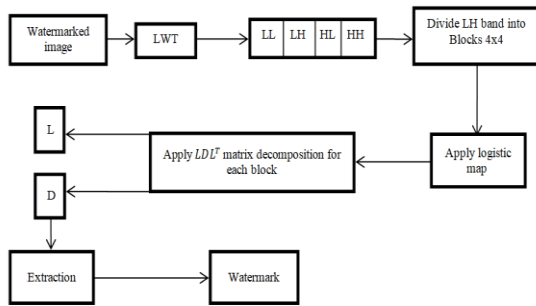 Watermarked
image
LWT
LL LH HL HH
Divide LH band into
Blocks 4x4
L
Apply LDLᵀ matrix decomposition for
each block
Apply logistic
map
D
Extraction
Watermark